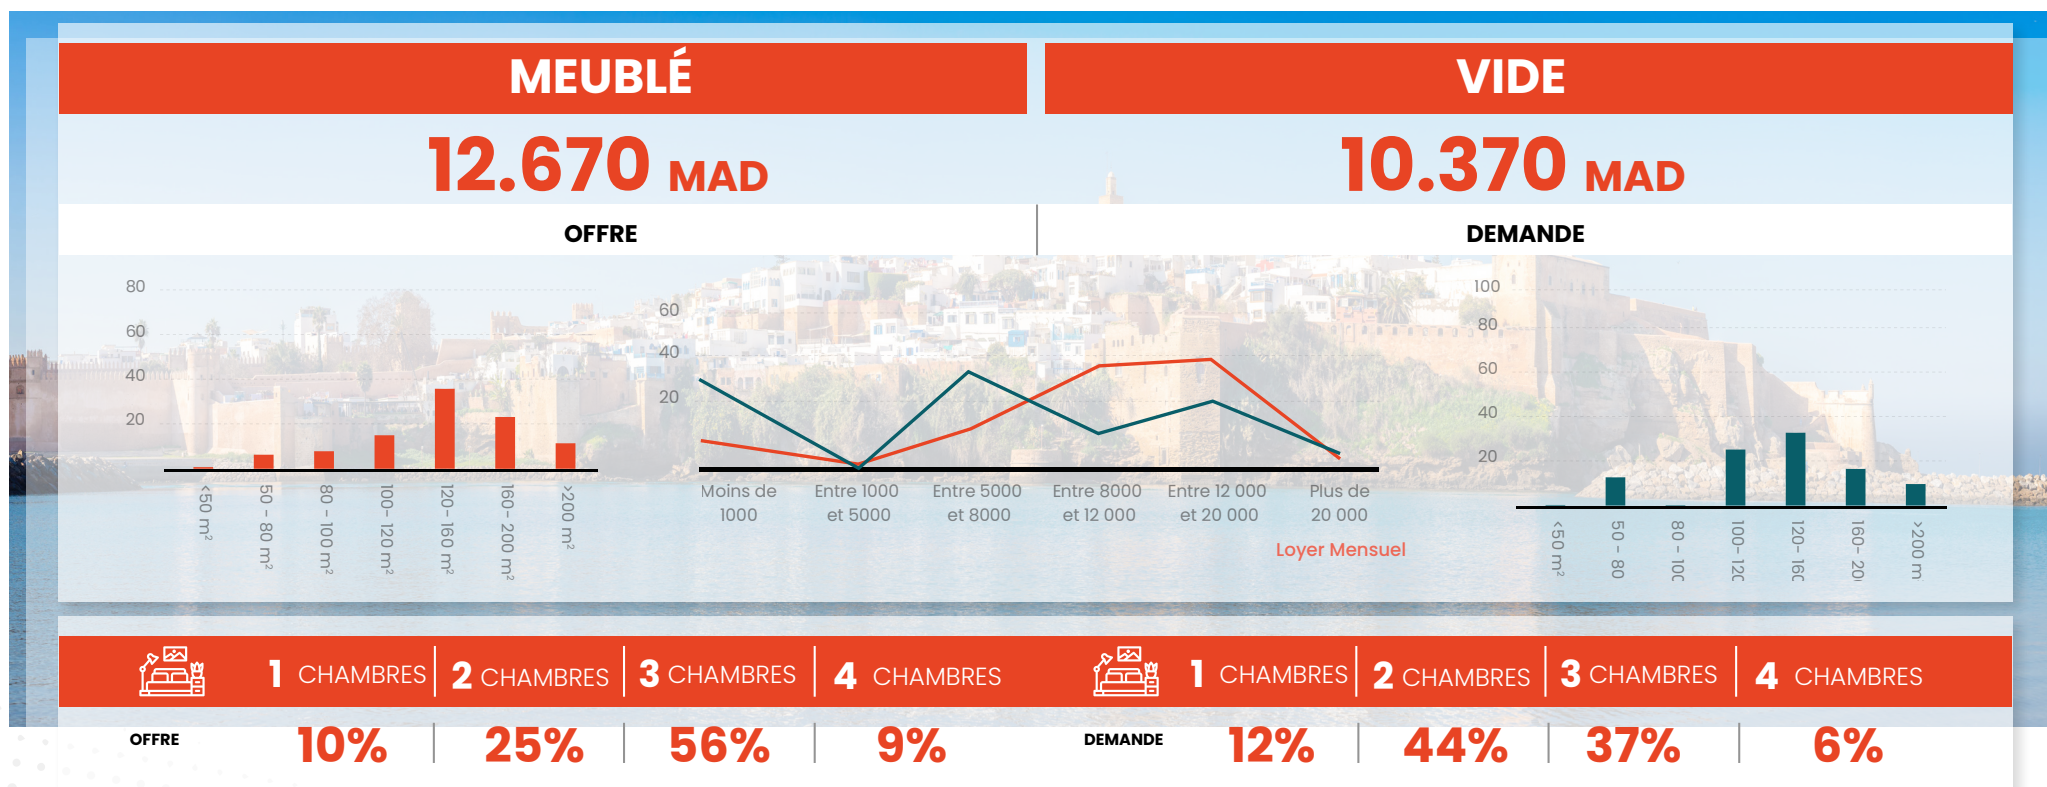 MEUBLÉ
VIDE
12.670 MAD
10.370 MAD
OFFRE
DEMANDE
80
60
40
20
<50 m²
50 - 80 m²
80 - 100 m²
100- 120 m²
120- 160 m²
160- 200 m²
>200 m²
60
40
20
Moins de
1000
Entre 1000
et 5000
Entre 5000
et 8000
Entre 8000
et 12 000
Entre 12 000
et 20 000
Plus de
20 000
Loyer Mensuel
100
80
60
40
20
<50 m²
50 - 80
80 - 100
100- 120
120- 160
160- 20
>200 m
1 CHAMBRES
2 CHAMBRES
3 CHAMBRES
4 CHAMBRES
1 CHAMBRES
2 CHAMBRES
3 CHAMBRES
4 CHAMBRES
OFFRE
10%
25%
56%
9%
DEMANDE
12%
44%
37%
6%